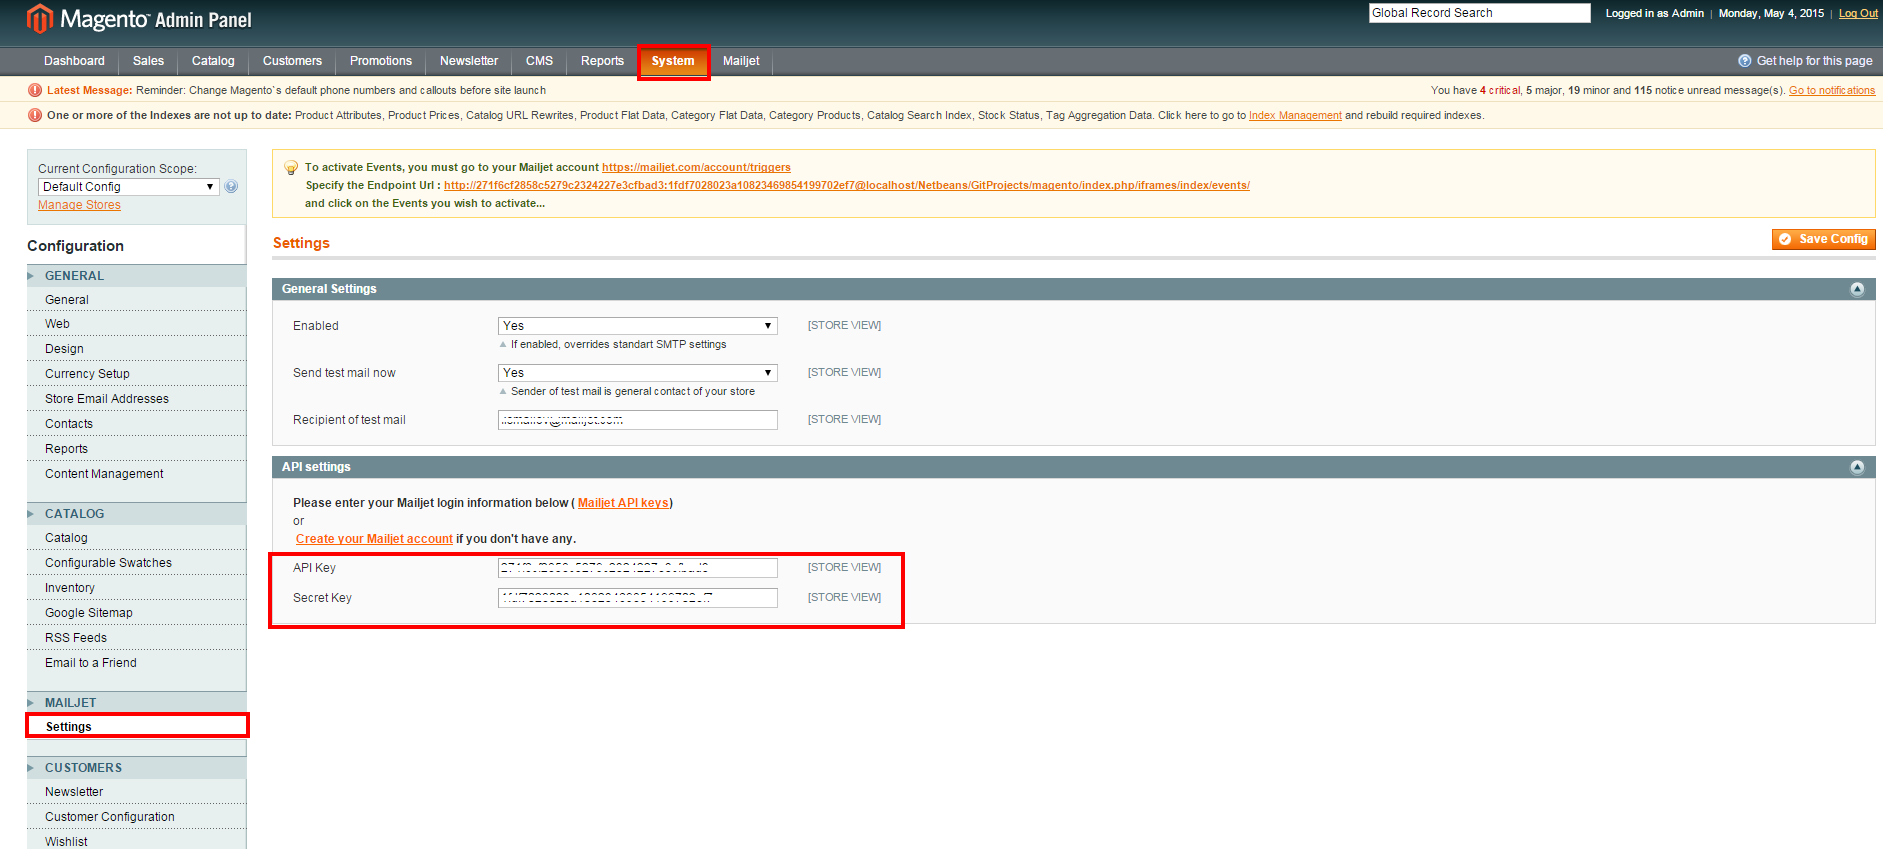 Magento Admin Panel
Global Record Search
Logged in as Admin | Monday, May 4, 2015 | Log Out
Dashboard Sales Catalog Customers Promotions Newsletter CMS Reports System Mailjet Get help for this page
Latest Message: Reminder: Change Magento`s default phone numbers and callouts before site launch
You have 4 critical, 5 major, 19 minor and 115 notice unread message(s). Go to notifications
One or more of the Indexes are not up to date: Product Attributes, Product Prices, Catalog URL Rewrites, Product Flat Data, Category Flat Data, Category Products, Catalog Search Index, Stock Status, Tag Aggregation Data. Click here to go to Index Management and rebuild required indexes.
Current Configuration Scope:
Default Config
Manage Stores
Configuration
GENERAL
General
Web
Design
Currency Setup
Store Email Addresses
Contacts
Reports
Content Management
CATALOG
Catalog
Configurable Swatches
Inventory
Google Sitemap
RSS Feeds
Email to a Friend
MAILJET
Settings
CUSTOMERS
Newsletter
Customer Configuration
Wishlist
To activate Events, you must go to your Mailjet account https://mailjet.com/account/triggers
Specify the Endpoint Url : http://271f6cf2858c5279c2324227e3cfbad3:1fdf7028023a10823469854199702ef7@localhost/Netbeans/GitProjects/magento/index.php/iframes/index/events/
and click on the Events you wish to activate...
Settings
Save Config
General Settings
Enabled Yes [STORE VIEW]
If enabled, overrides standart SMTP settings
Send test mail now Yes [STORE VIEW]
Sender of test mail is general contact of your store
Recipient of test mail [STORE VIEW]
API settings
Please enter your Mailjet login information below ( Mailjet API keys)
or
Create your Mailjet account if you don't have any.
API Key [STORE VIEW]
Secret Key [STORE VIEW]